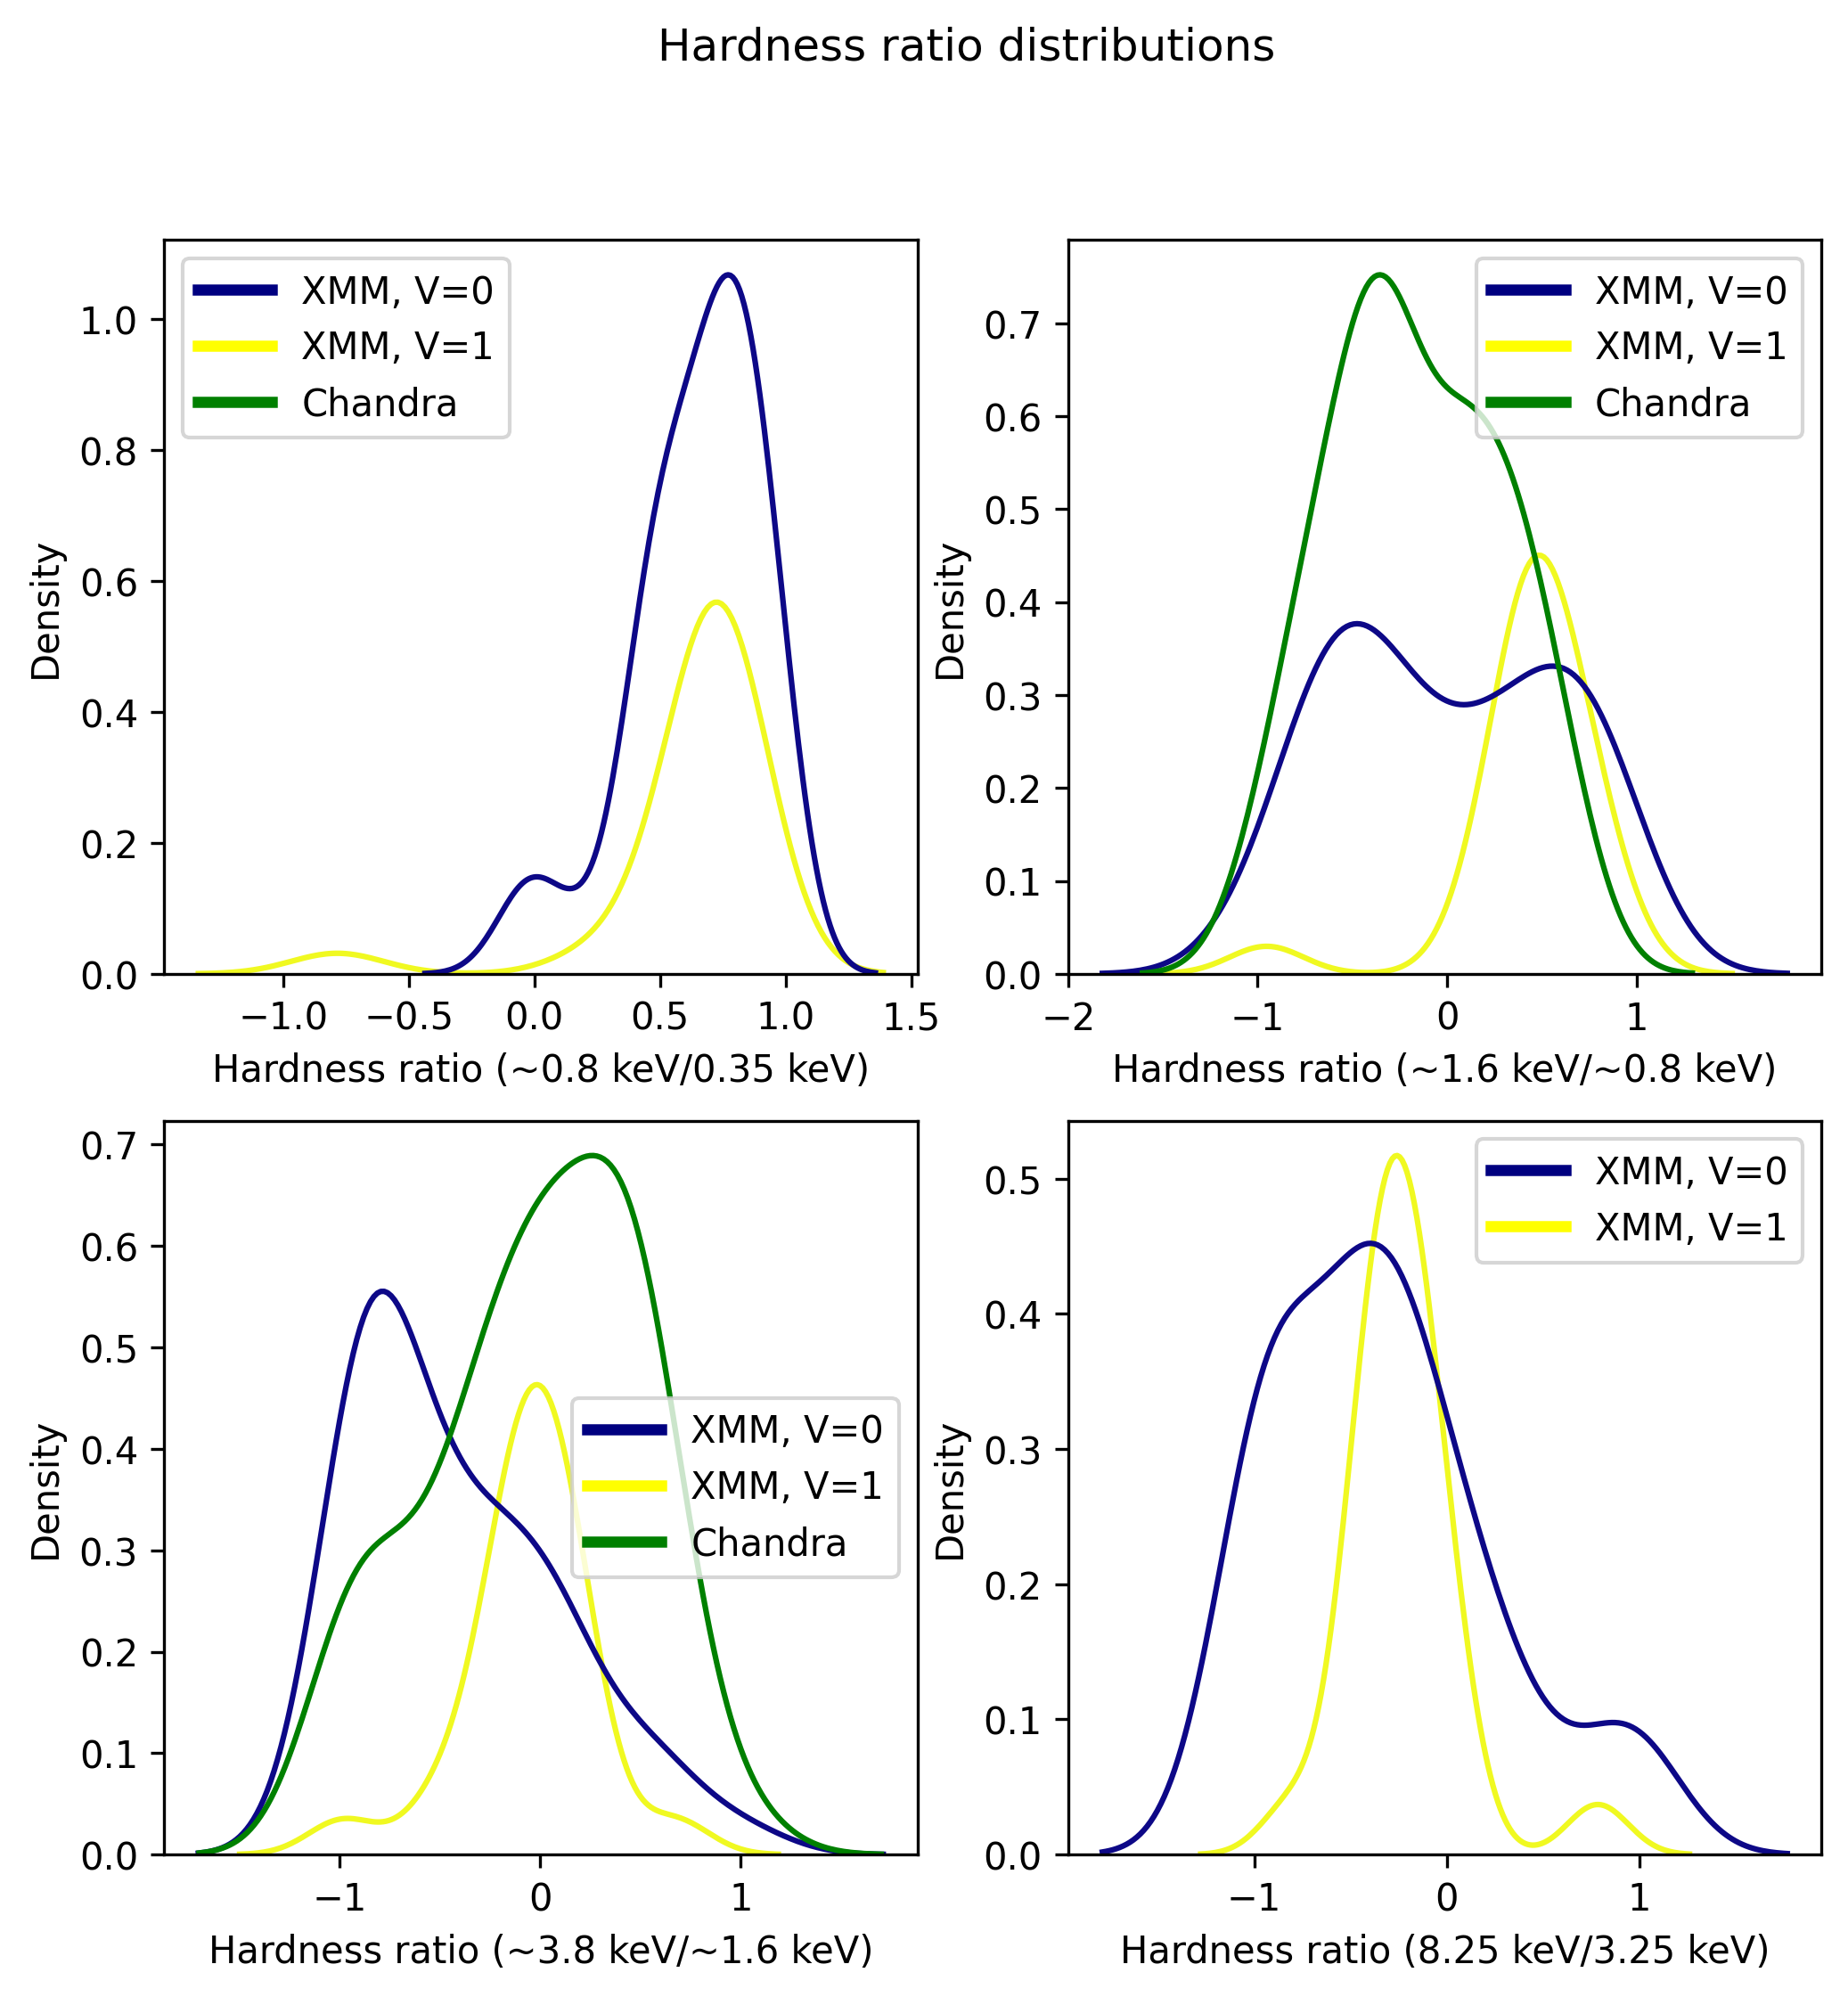 Hardness ratio distributions
XMM, V=0
XMM, V=1
Chandra
Density
1.0
0.8
0.6
0.4
0.2
0.0
−1.0 −0.5 0.0 0.5 1.0 1.5
Hardness ratio (~0.8 keV/0.35 keV)
XMM, V=0
XMM, V=1
Chandra
Density
0.7
0.6
0.5
0.4
0.3
0.2
0.1
0.0
−2 −1 0 1
Hardness ratio (~1.6 keV/~0.8 keV)
XMM, V=0
XMM, V=1
Chandra
Density
0.7
0.6
0.5
0.4
0.3
0.2
0.1
0.0
−1 0 1
Hardness ratio (~3.8 keV/~1.6 keV)
XMM, V=0
XMM, V=1
Density
0.5
0.4
0.3
0.2
0.1
0.0
−1 0 1
Hardness ratio (8.25 keV/3.25 keV)